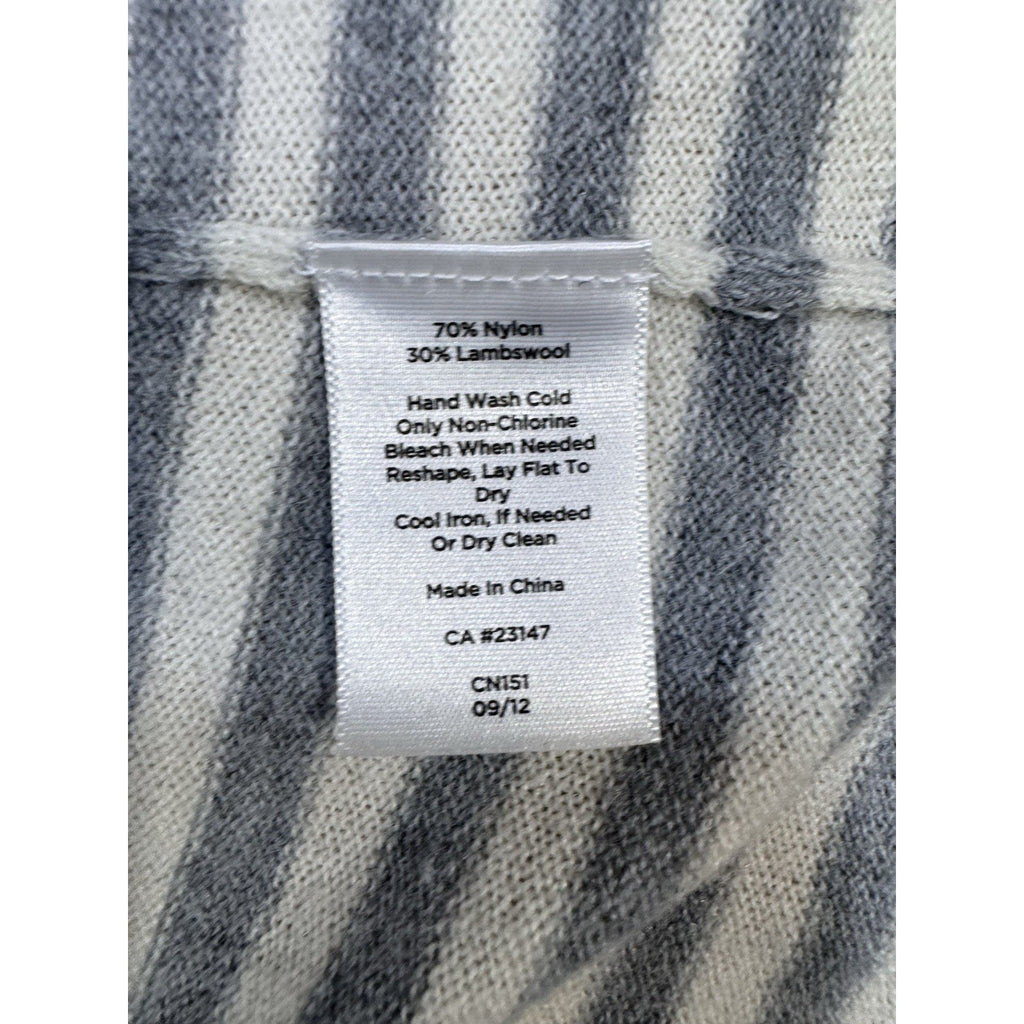 70% Nylon
30% Lambswool
Hand Wash Cold
Only Non-Chlorine
Bleach When Needed
Reshape, Lay Flat To
Dry
Cool Iron, If Needed
Or Dry Clean
Made In China
CA #23147
CN151
09/12